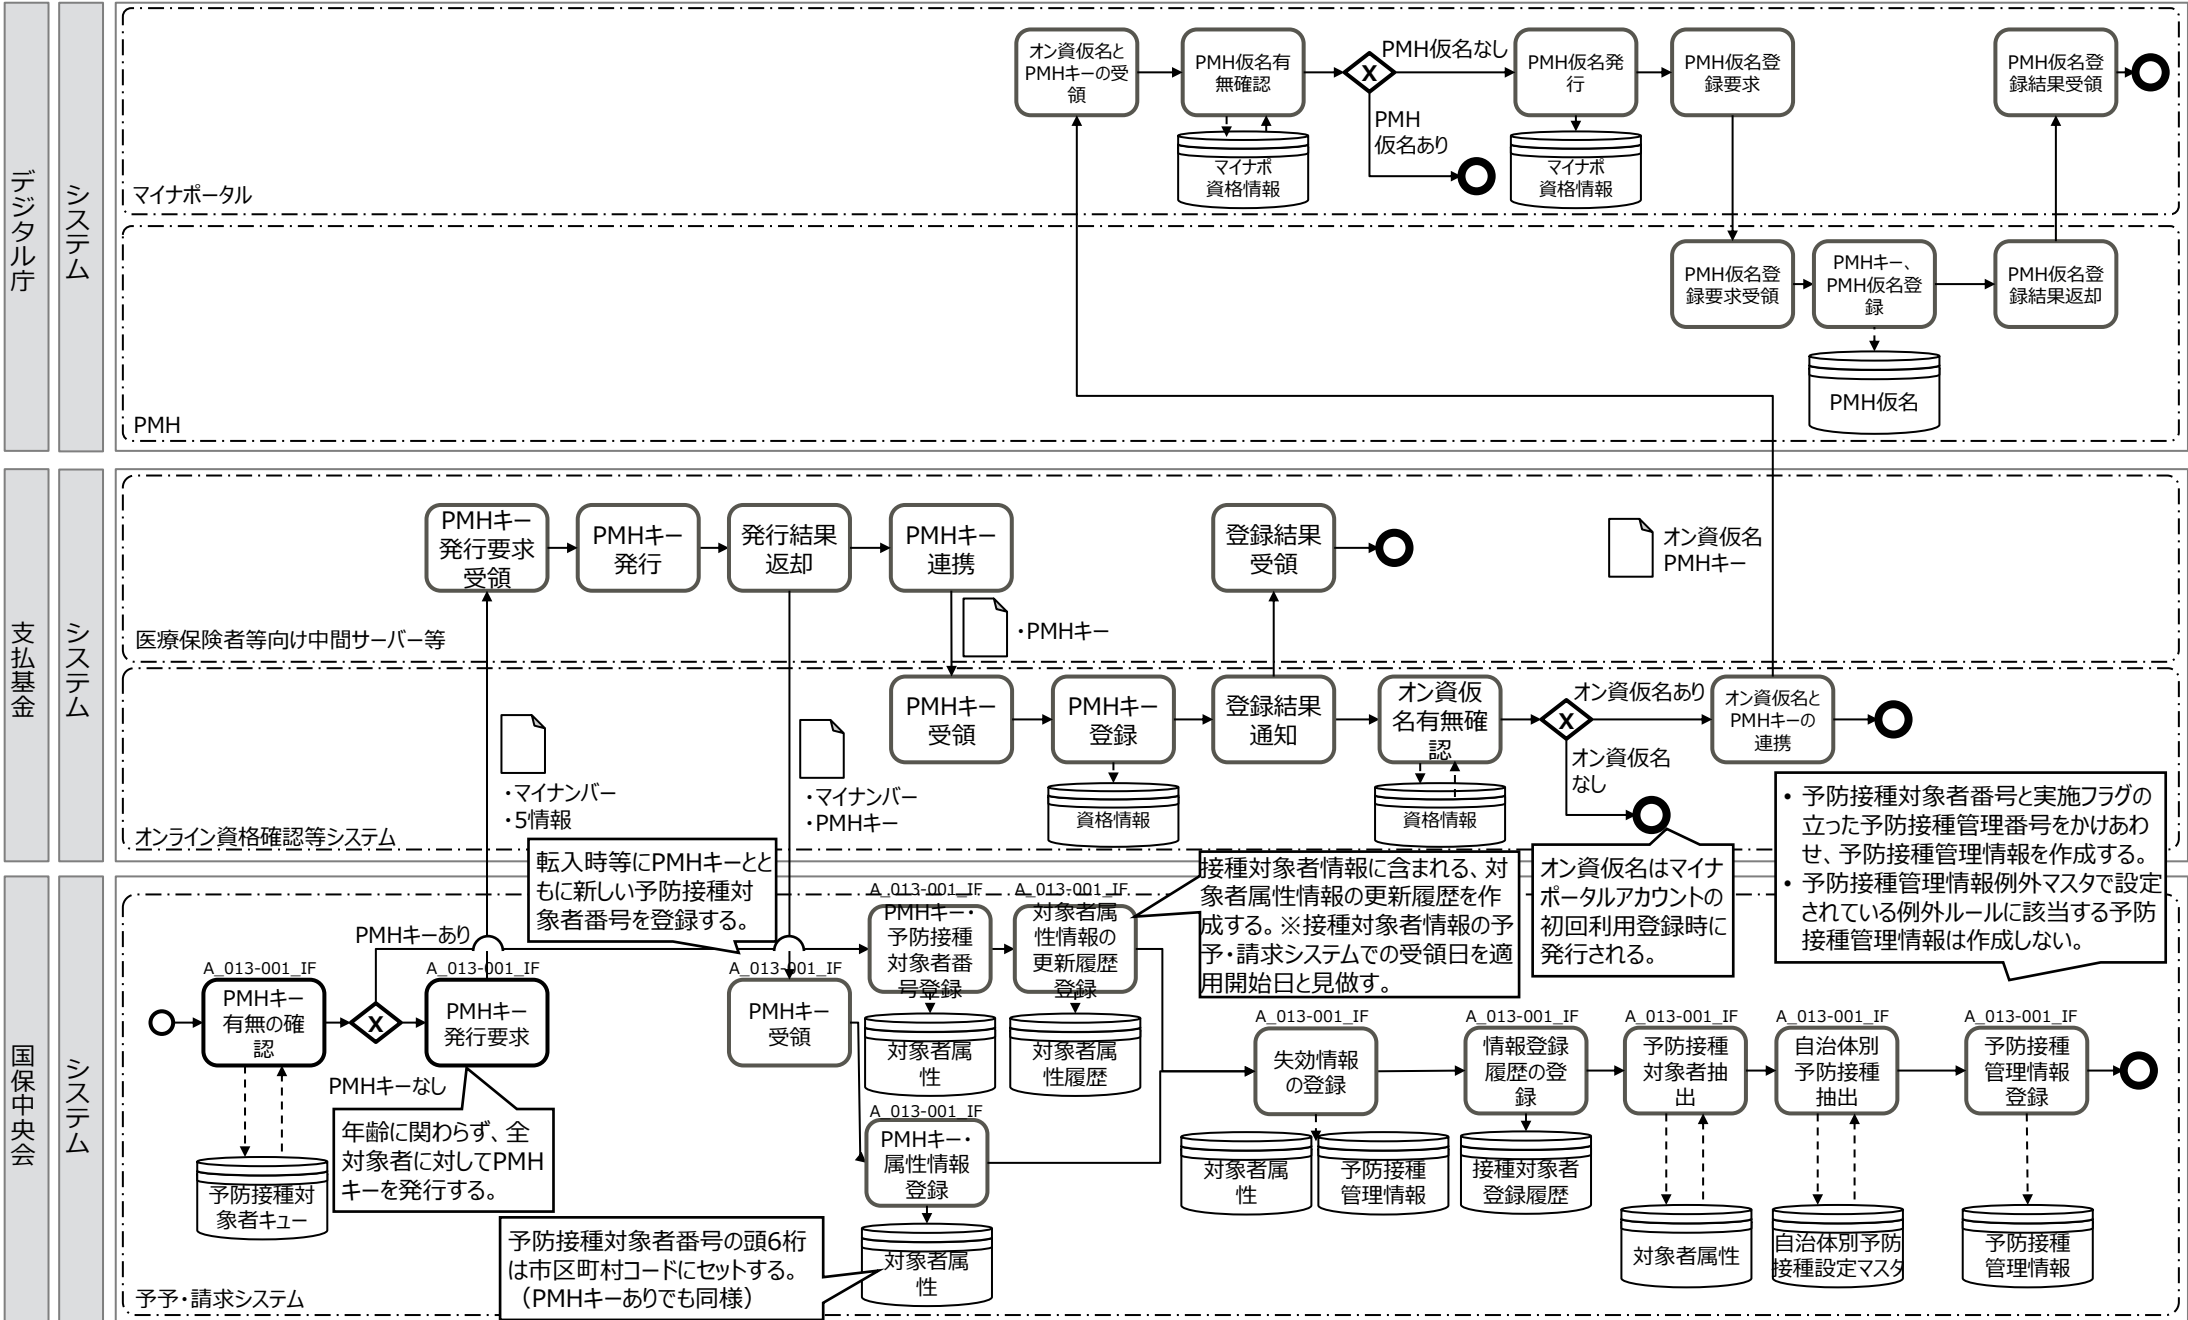 デジタル庁
システム
オン資仮名と
PMHキーの受
領
PMH仮名有
無確認
X
PMH仮名なし
PMH
仮名あり
PMH仮名発
行
PMH仮名登
録要求
PMH仮名登
録結果受領
マイナポ
資格情報
マイナポ
資格情報
マイナポータル
PMH仮名登
録要求受領
PMHキー、
PMH仮名登
録
PMH仮名登
録結果返却
PMH仮名
PMH
支払基金
システム
PMHキー
発行要求
受領
PMHキー
発行
発行結果
返却
PMHキー
連携
登録結果
受領
オン資仮名
PMHキー
・PMHキー
医療保険者等向け中間サーバー等
PMHキー
受領
PMHキー
登録
登録結果
通知
オン資仮
名有無確
認
X
オン資仮名あり
オン資仮名
なし
オン資仮名と
PMHキーの
連携
・マイナンバー
・5情報
・マイナンバー
・PMHキー
資格情報
資格情報
オンライン資格確認等システム
転入時等にPMHキーとと
もに新しい予防接種対
象者番号を登録する。
接種対象者情報に含まれる、対
象者属性情報の更新履歴を作
成する。※接種対象者情報の予
予・請求システムでの受領日を適
用開始日と見做す。
オン資仮名はマイナ
ポータルアカウントの
初回利用登録時に
発行される。
• 予防接種対象者番号と実施フラグの
立った予防接種管理番号をかけあわ
せ、予防接種管理情報を作成する。
• 予防接種管理情報例外マスタで設定
されている例外ルールに該当する予防
接種管理情報は作成しない。
国保中央会
システム
A_013-001_IF
PMHキー
有無の確
認
X
PMHキーあり
PMHキーなし
A_013-001_IF
PMHキー
発行要求
A_013-001_IF
PMHキー
受領
A_013-001_IF
PMHキー・
予防接種
対象者番
号登録
A_013-001_IF
対象者属
性情報の
更新履歴
登録
対象者属
性
対象者属
性履歴
A_013-001_IF
PMHキー・
属性情報
登録
対象者属
性
A_013-001_IF
失効情報
の登録
A_013-001_IF
情報登録
履歴の登
録
A_013-001_IF
予防接種
対象者抽
出
A_013-001_IF
自治体別
予防接種
抽出
A_013-001_IF
予防接種
管理情報
登録
対象者属
性
予防接種
管理情報
接種対象者
登録履歴
対象者属性
自治体別予防
接種設定マスタ
予防接種
管理情報
予防接種対
象者キュー
年齢に関わらず、全
対象者に対してPMH
キーを発行する。
予防接種対象者番号の頭6桁
は市区町村コードにセットする。
（PMHキーありでも同様）
予予・請求システム